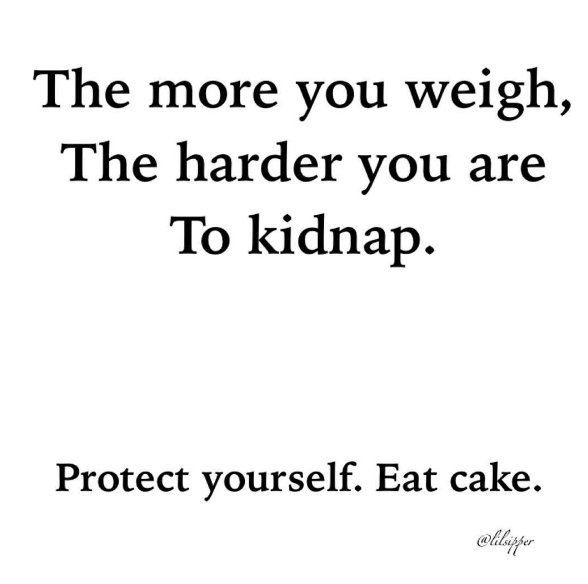 The more you weigh,
The harder you are
To kidnap.
Protect yourself. Eat cake.
@lilsipper